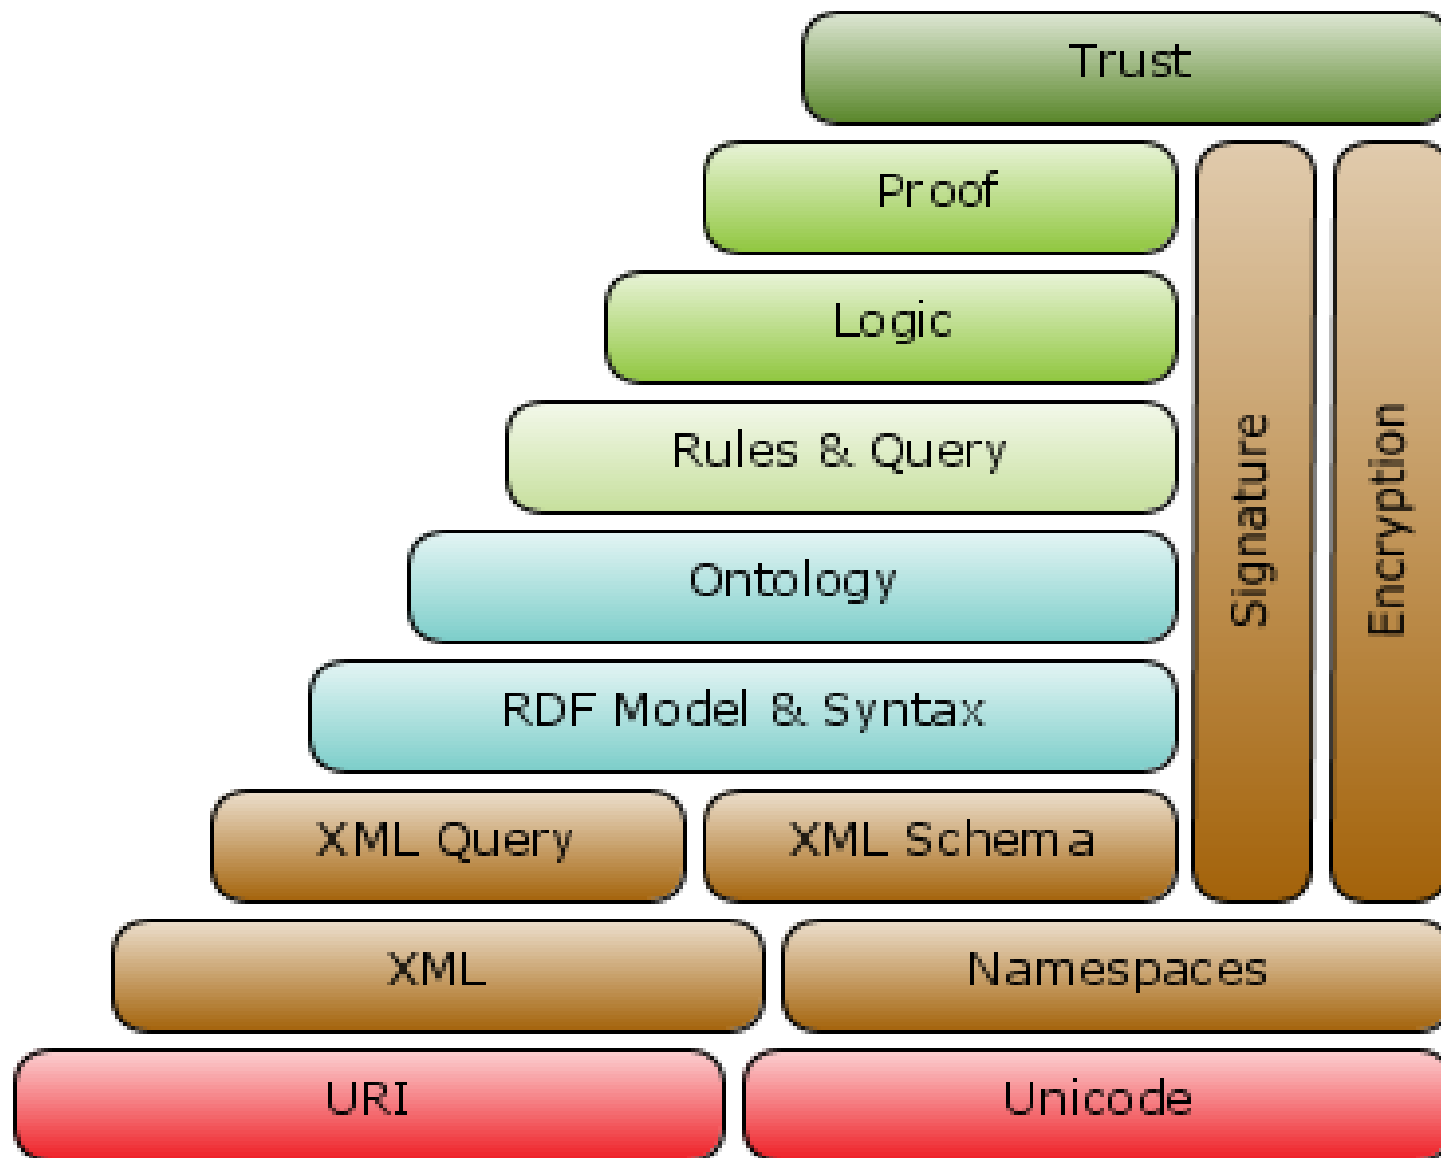 Trust
Proof
Logic
Rules & Query
Ontology
RDF Model & Syntax
Signature
Encryption
XML Query
XML Schema
XML
Namespaces
URI
Unicode